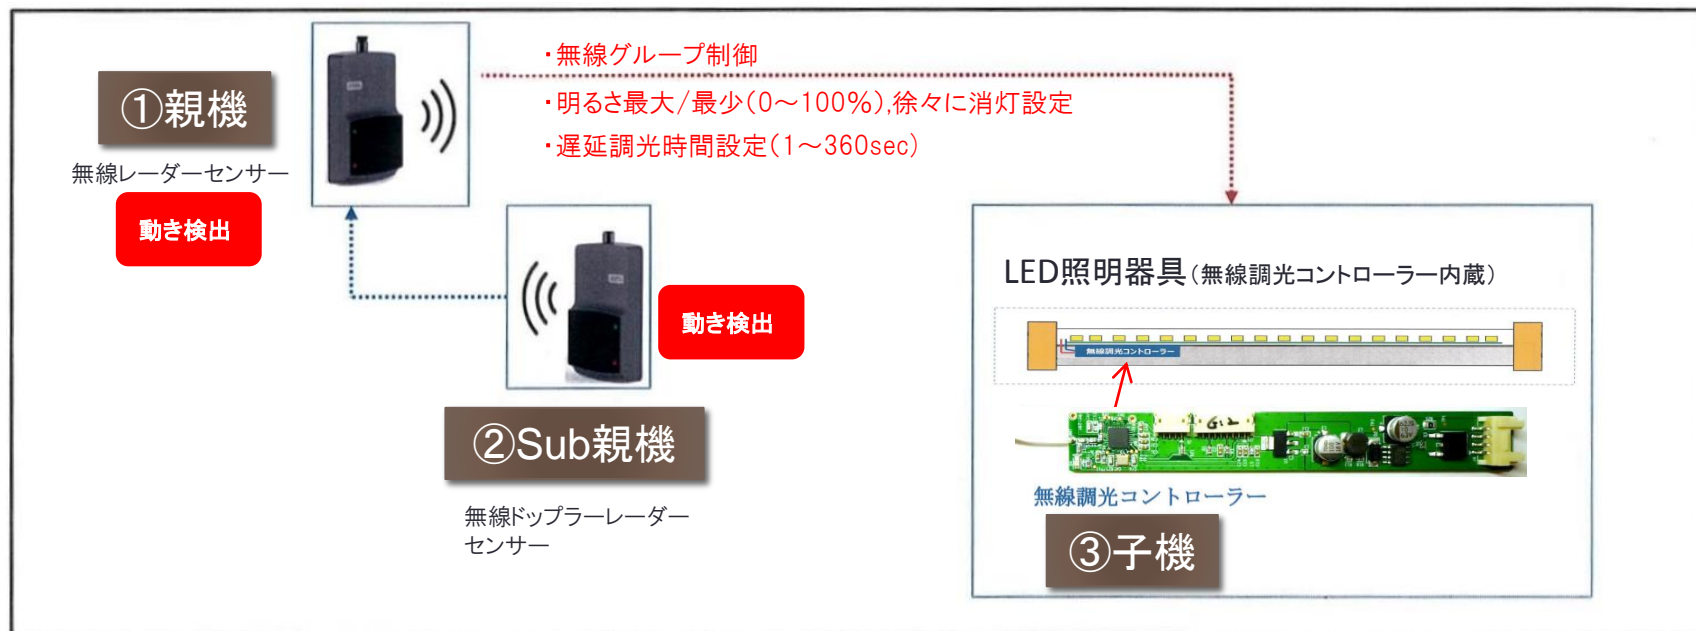 ・無線グループ制御
・明るさ最大/最少(0～100%),徐々に消灯設定
・遅延調光時間設定(1～360sec)
①親機
無線レーダーセンサー
動き検出
動き検出
②Sub親機
無線ドップラーレーダー
センサー
LED照明器具(無線調光コントローラー内蔵)
無線調光コントローラー
G:2
無線調光コントローラー
③子機